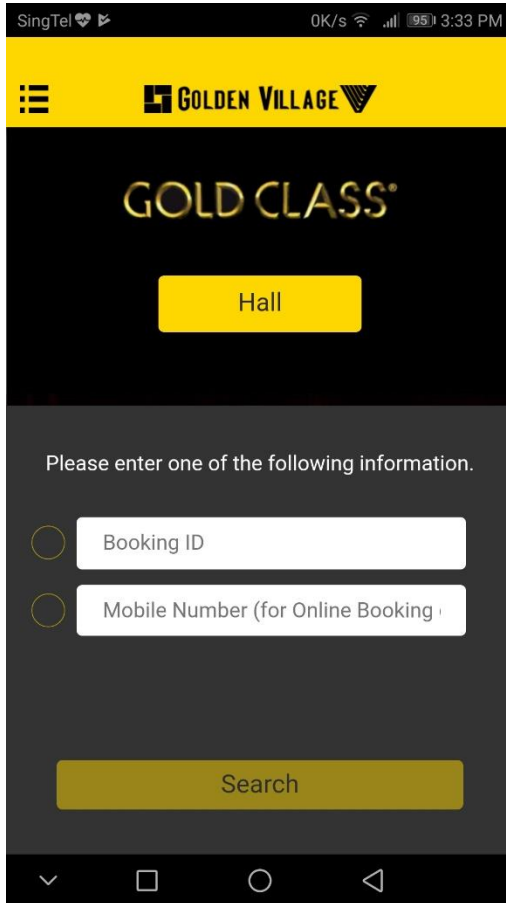 SingTel 0K/s 95 3:33 PM
GOLDEN VILLAGE
GOLD CLASS®
Hall
Please enter one of the following information.
Booking ID
Mobile Number (for Online Booking
Search